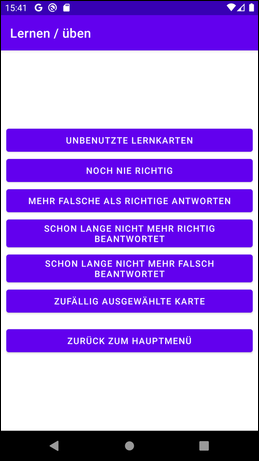 15:41
Lernen / üben
UNBENUTZTE LERNKARTEN
NOCH NIE RICHTIG
MEHR FALSCHE ALS RICHTIGE ANTWORTEN
SCHON LANGE NICHT MEHR RICHTIG
BEANTWORTET
SCHON LANGE NICHT MEHR FALSCH
BEANTWORTET
ZUFÄLLIG AUSGEWÄHLTE KARTE
ZURÜCK ZUM HAUPTMENÜ